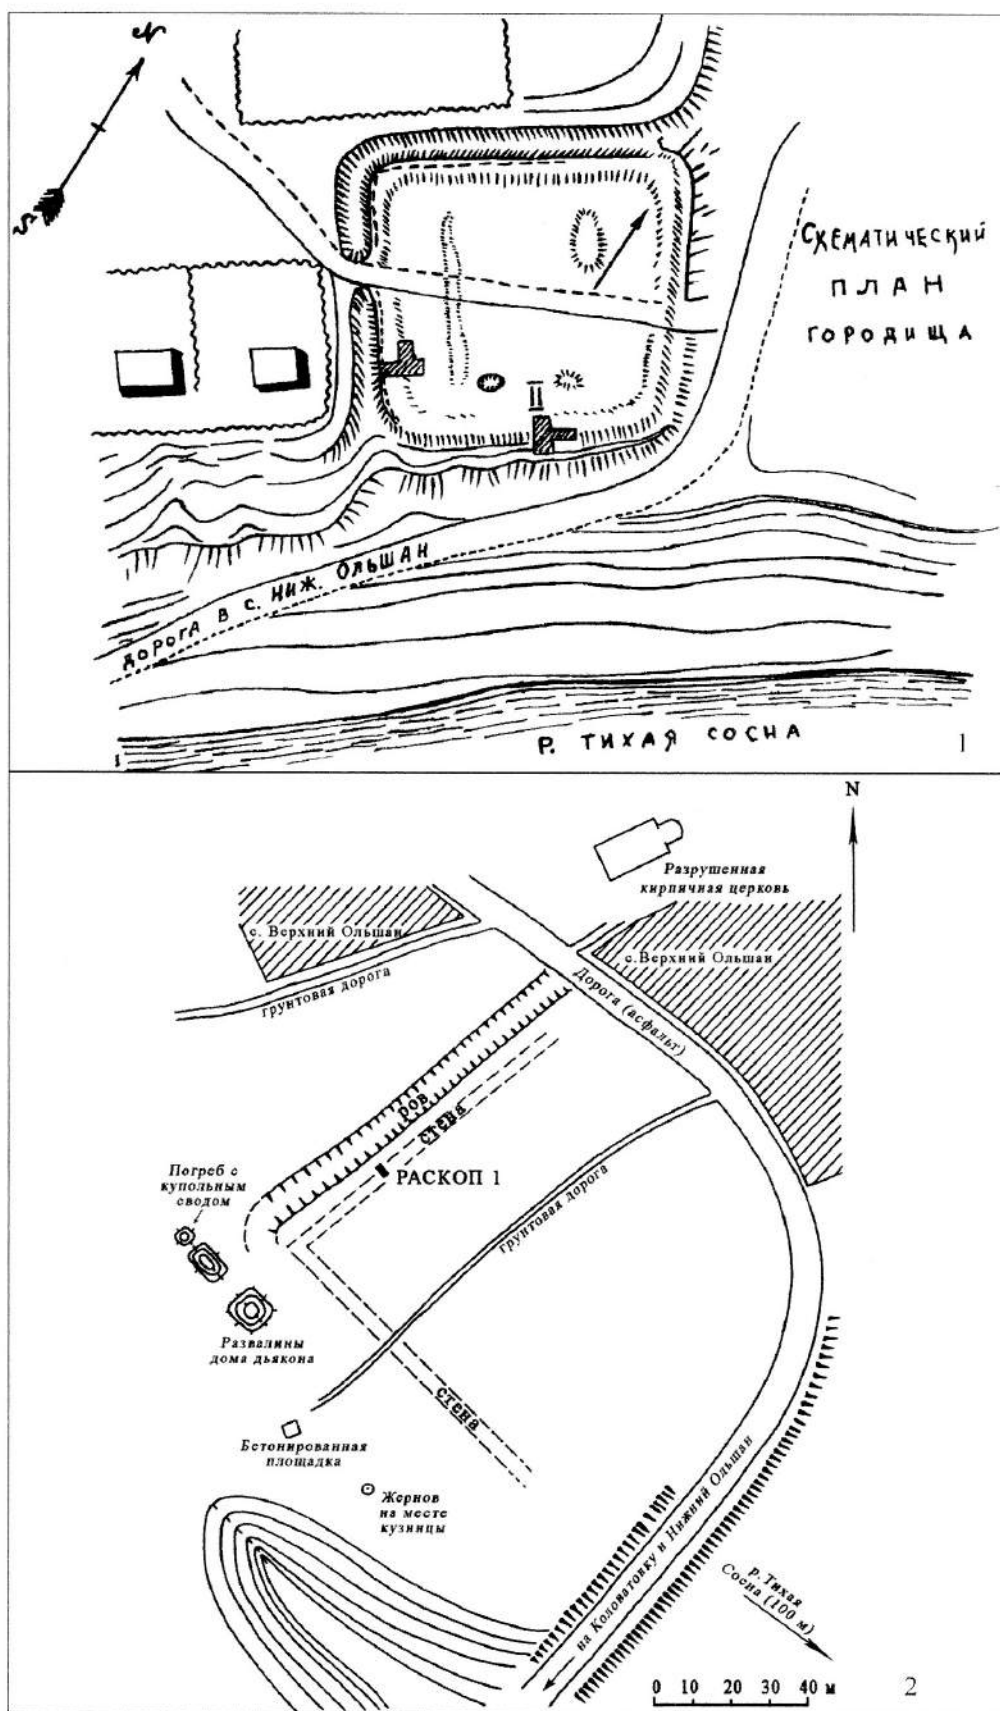 N
S
СХЕМАТИЧЕСКИЙ
ПЛАН
ГОРОДИЩА
II
ДОРОГА В С. НИЖ. ОЛЬШАН
Р. ТИХАЯ СОСНА
1
N
Разрушенная
кирпичная церковь
с. Верхний Ольшан
с.Верхний Ольшан
грунтовая дорога
Дорога (асфальт)
ров
стена
РАСКОП 1
Погреб с
купольным
сводом
грунтовая дорога
Развалины
дома дьякона
стена
Бетонированная
площадка
Жернов
на месте
кузницы
на Коловатовку и Нижний Ольшан
р. Тихая
Сосна (100 м)
0 10 20 30 40 м
2